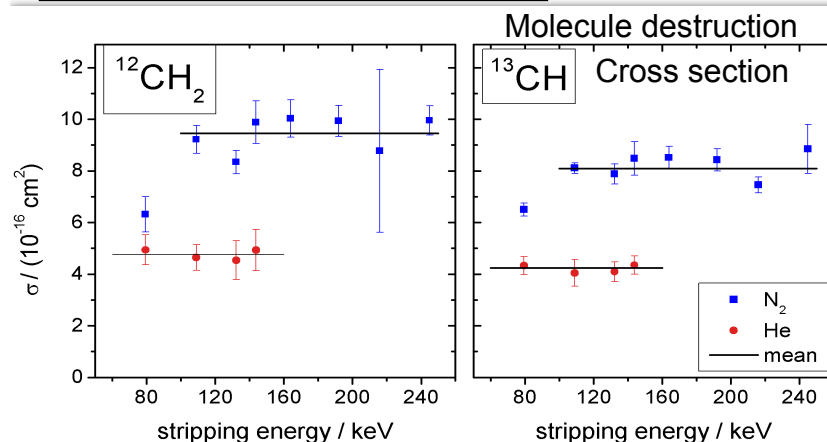 Molecule destruction
Cross section
¹²CH₂
¹³CH
σ / (10⁻¹⁶ cm²)
12
10
8
6
4
2
0
80 120 160 200 240
80 120 160 200 240
stripping energy / keV
stripping energy / keV
N₂
He
mean